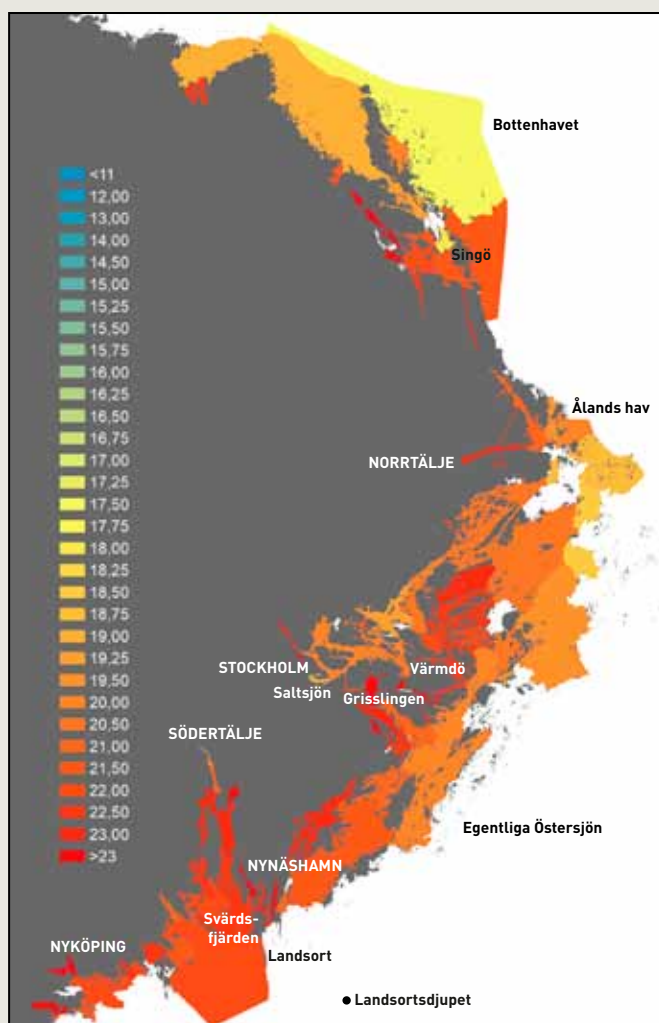 Bottenhavet
<11
12,00
13,00
14,00
14,50
15,00
15,25
15,50
15,75
16,00
16,25
16,50
16,75
17,00
17,25
17,50
17,75
18,00
18,25
18,50
18,75
19,00
19,25
19,50
20,00
20,50
21,00
21,50
22,00
22,50
23,00
>23
Singö
Ålands hav
NORRTÄLJE
STOCKHOLM
Värmdö
Saltsjön
Grisslingen
SÖDERTÄLJE
Egentliga Östersjön
NYNÄSHAMN
Svärds-
fjärden
NYKÖPING
Landsort
Landsortsdjupet